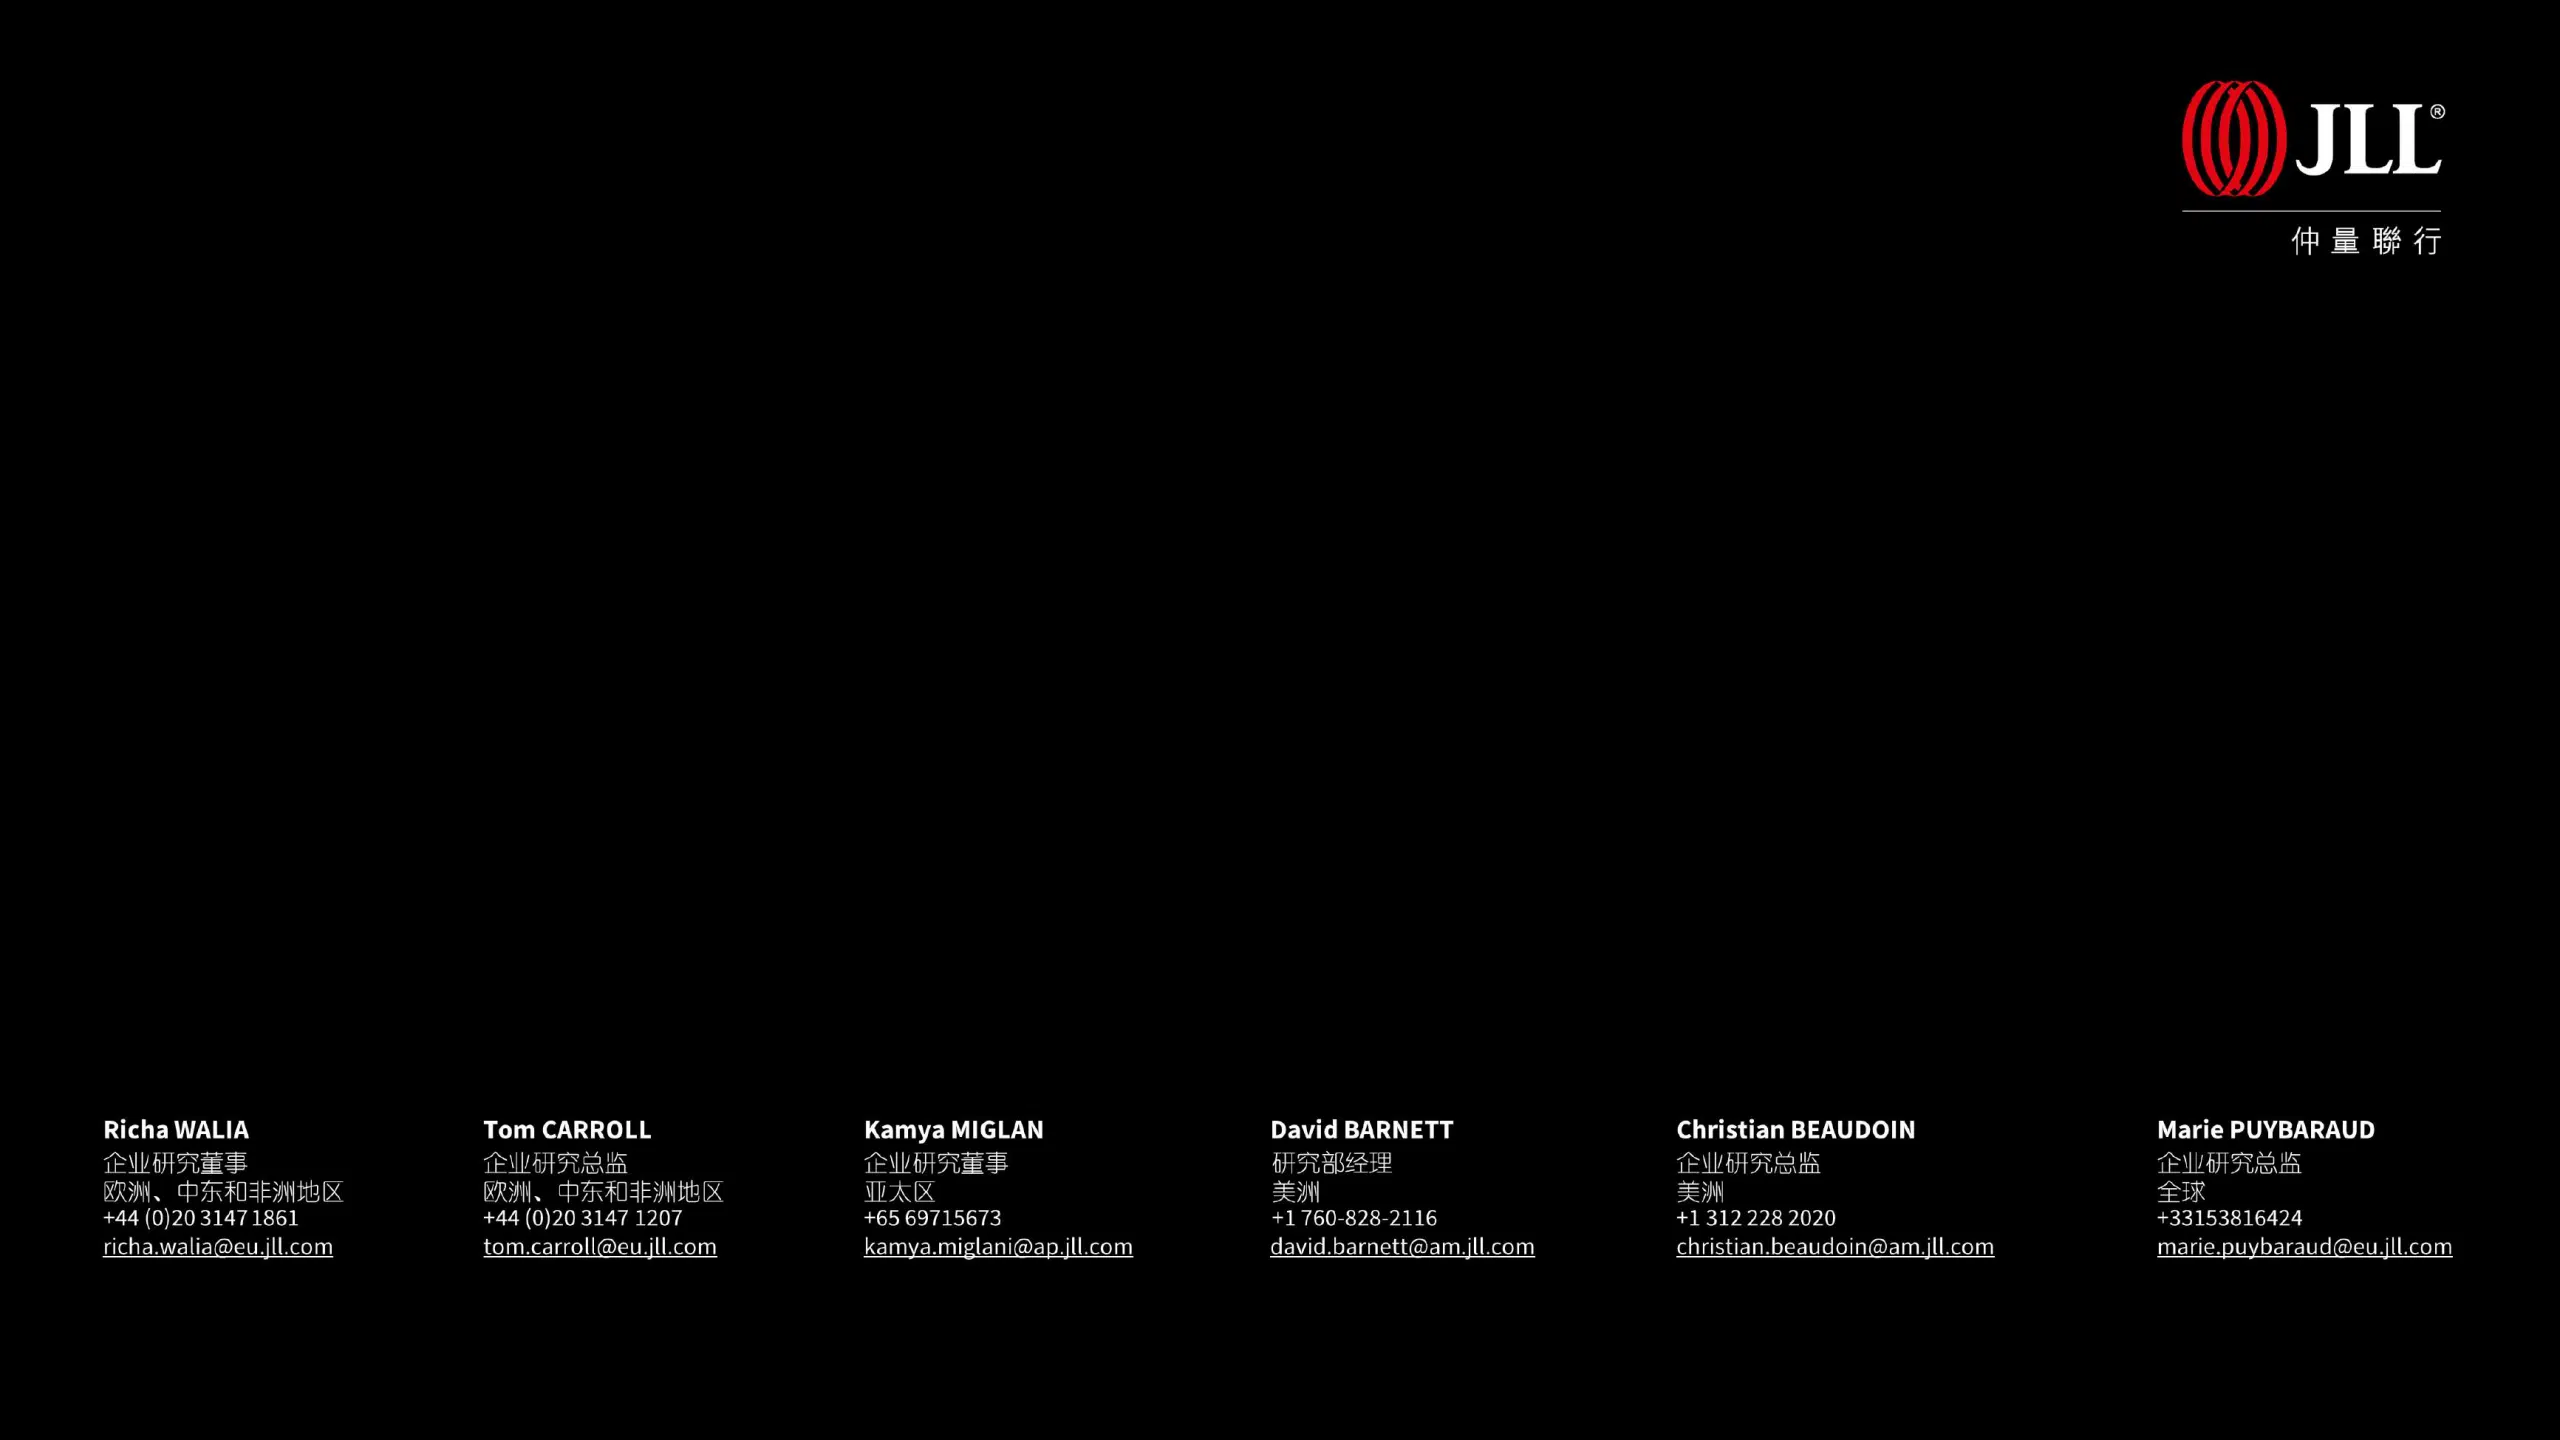 JLL®
仲量聯行
Richa WALIA
企业研究董事
欧洲、中东和非洲地区
+44 (0)20 3147 1861
richa.walia@eu.jll.com
Tom CARROLL
企业研究总监
欧洲、中东和非洲地区
+44 (0)20 3147 1207
tom.carroll@eu.jll.com
Kamya MIGLAN
企业研究董事
亚太区
+65 69715673
kamya.miglani@ap.jll.com
David BARNETT
研究部经理
美洲
+1 760-828-2116
david.barnett@am.jll.com
Christian BEAUDOIN
企业研究总监
美洲
+1 312 228 2020
christian.beaudoin@am.jll.com
Marie PUYBARAUD
企业研究总监
全球
+33153816424
marie.puybaraud@eu.jll.com